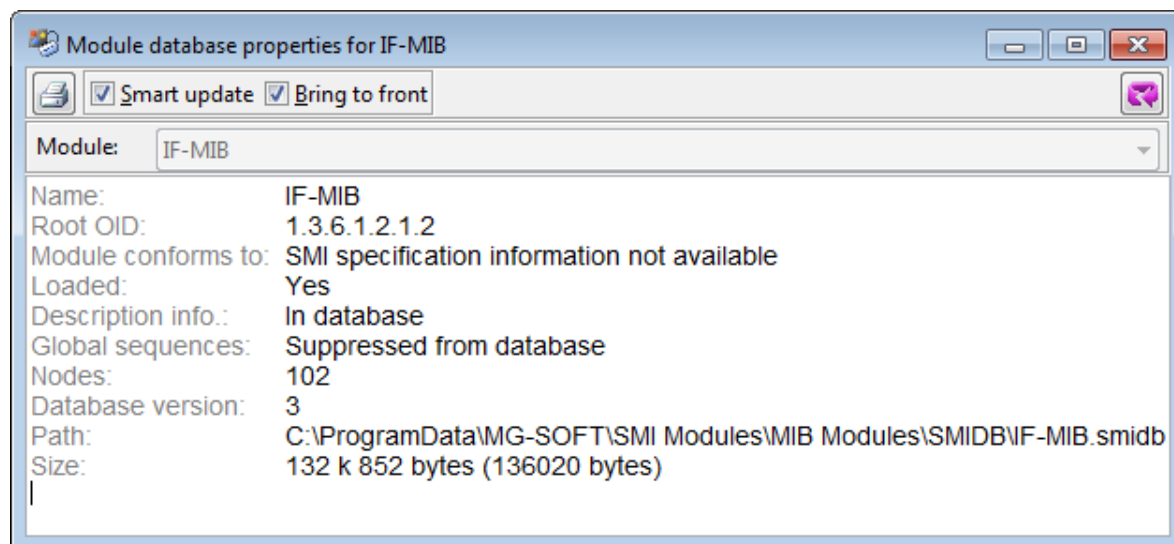 Module database properties for IF-MIB
Smart update Bring to front
Module: IF-MIB
Name: IF-MIB
Root OID: 1.3.6.1.2.1.2
Module conforms to: SMI specification information not available
Loaded: Yes
Description info.: In database
Global sequences: Suppressed from database
Nodes: 102
Database version: 3
Path: C:\ProgramData\MG-SOFT\SMI Modules\MIB Modules\SMIDB\IF-MIB.smidb
Size: 132 k 852 bytes (136020 bytes)